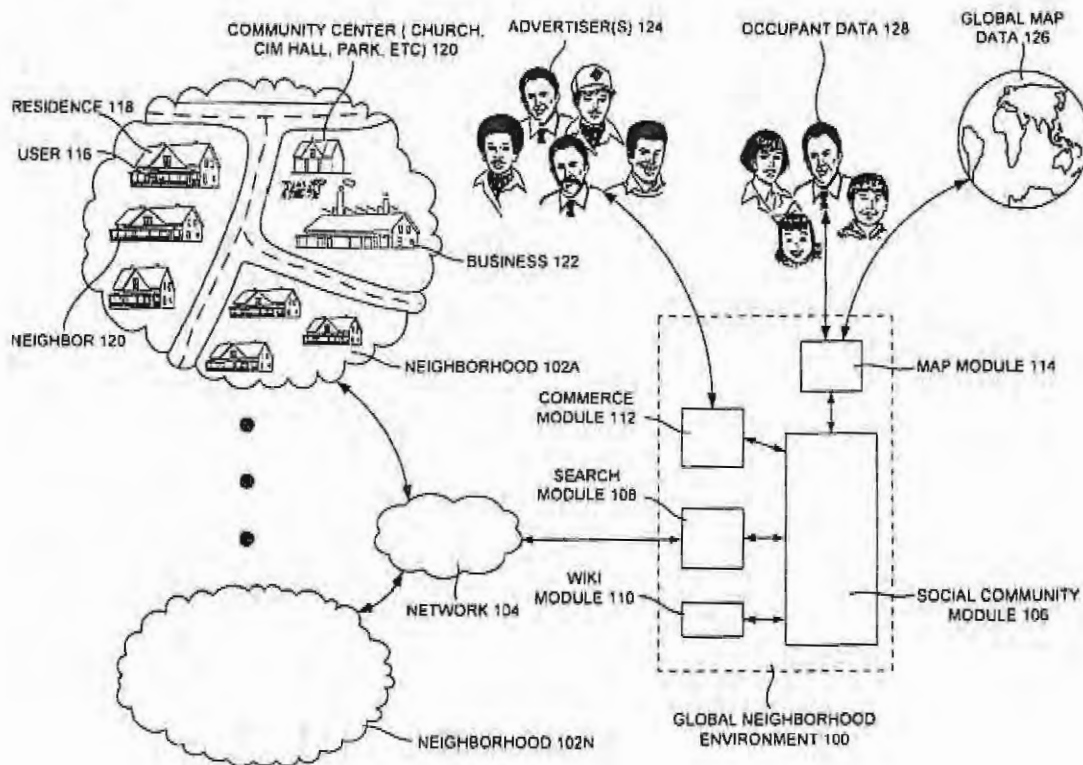 COMMUNITY CENTER ( CHURCH,
CIM HALL, PARK, ETC) 120
ADVERTISER(S) 124
OCCUPANT DATA 128
GLOBAL MAP
DATA 126
RESIDENCE 118
USER 116
BUSINESS 122
NEIGHBOR 120
NEIGHBORHOOD 102A
MAP MODULE 114
COMMERCE
MODULE 112
SEARCH
MODULE 108
WIKI
MODULE 110
NETWORK 104
SOCIAL COMMUNITY
MODULE 106
GLOBAL NEIGHBORHOOD
ENVIRONMENT 100
NEIGHBORHOOD 102N